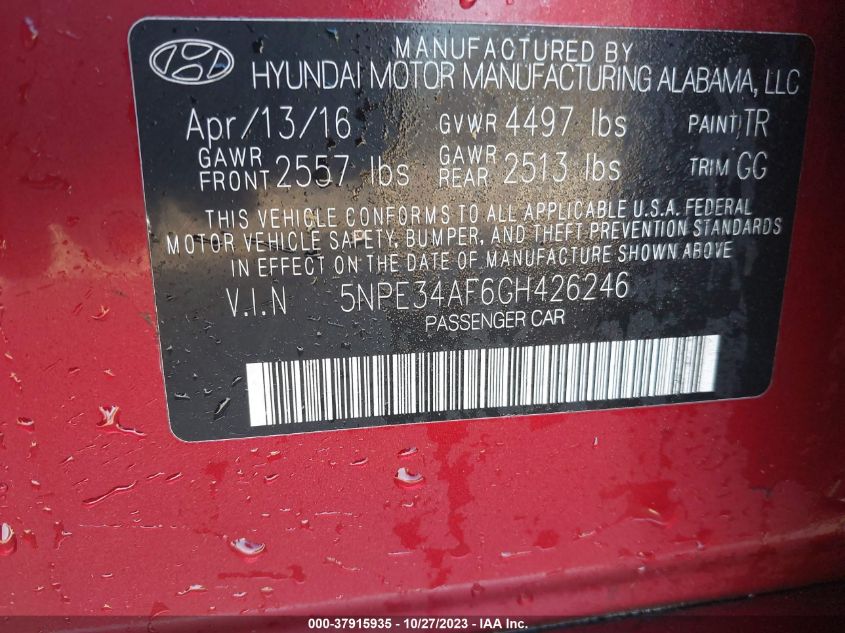 MANUFACTURED BY
HYUNDAI MOTOR MANUFACTURING ALABAMA, LLC
Apr/13/16 GVWR 4497 lbs PAINT TR
GAWR FRONT 2557 lbs GAWR REAR 2513 lbs TRIM GG
THIS VEHICLE CONFORMS TO ALL APPLICABLE U.S.A. FEDERAL
MOTOR VEHICLE SAFETY, BUMPER, AND THEFT PREVENTION STANDARDS
IN EFFECT ON THE DATE OF MANUFACTURE SHOWN ABOVE
V.I.N 5NPE34AF6GH426246
PASSENGER CAR
000-37915935 - 10/27/2023 - IAA Inc.